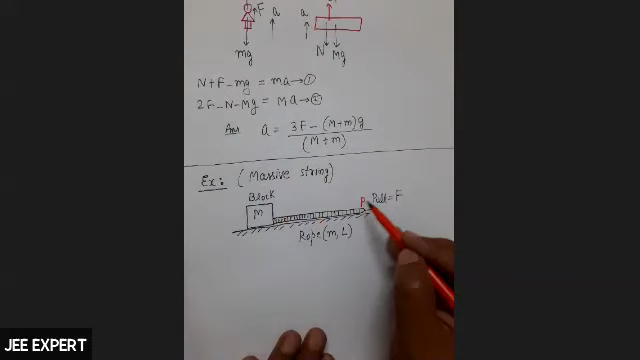 F a a
mg N Mg
N+F-mg = ma→①
2F-N-Mg = Ma→②
Ans a = 3F-(M+m)g
(M+m)
Ex: (Massive string)
Block
M P Pull=F
Rope(m, L)
JEE EXPERT